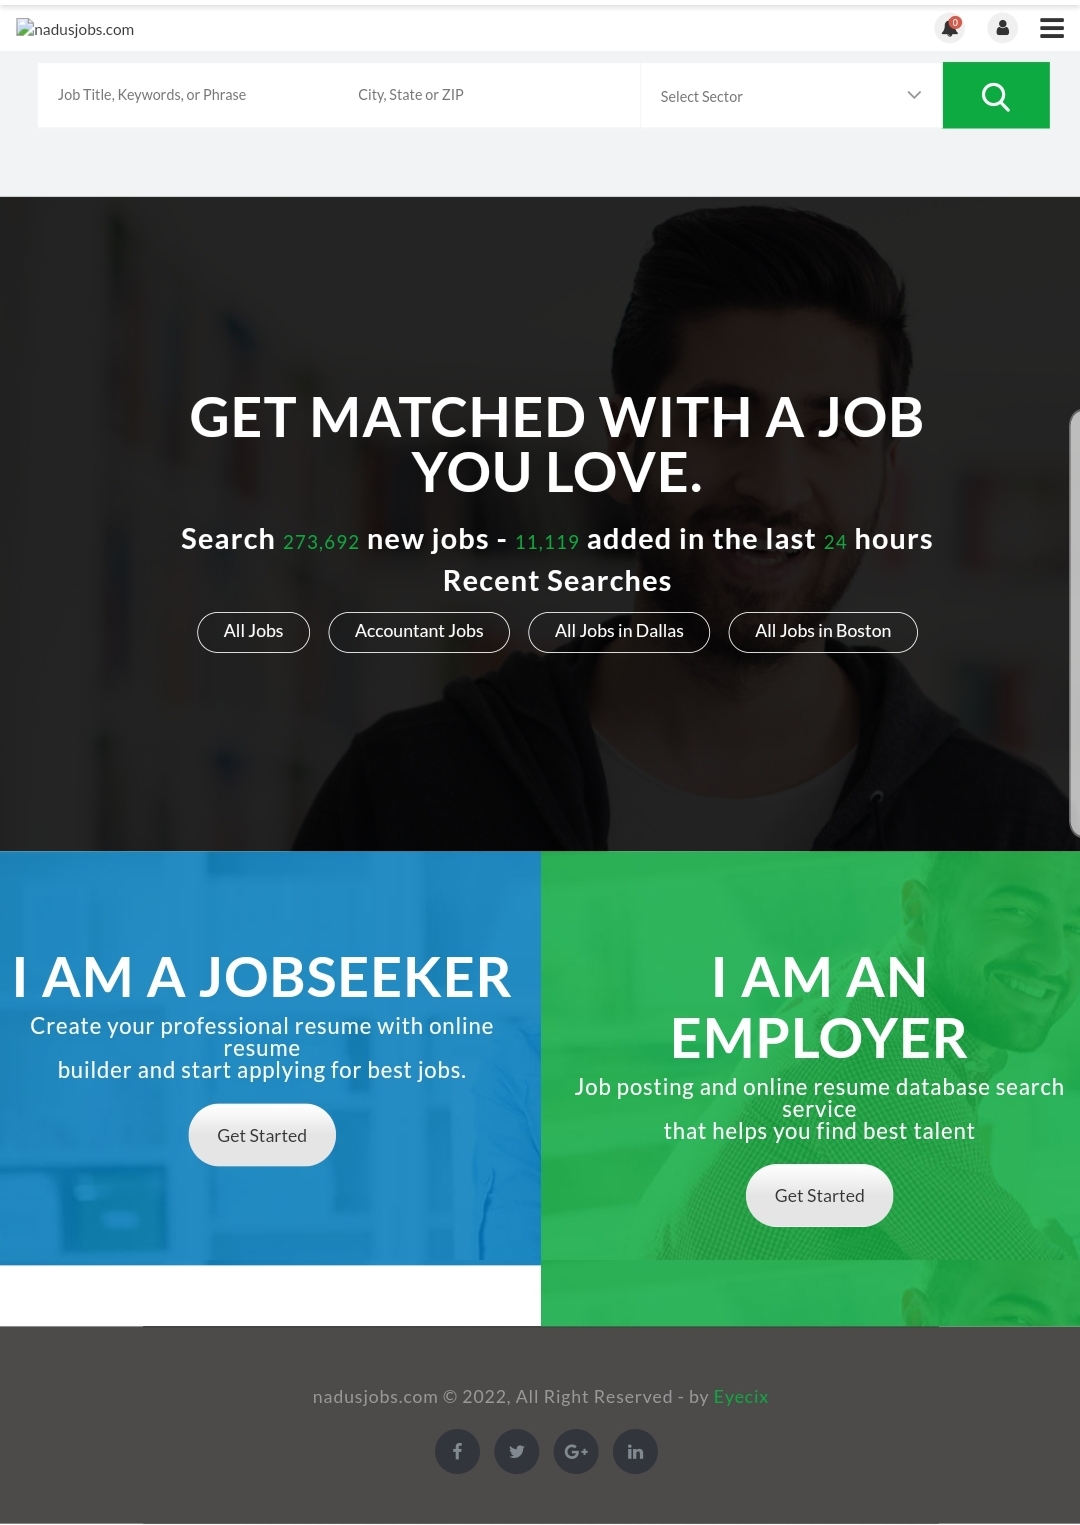 nadusjobs.com
0
Job Title, Keywords, or Phrase
City, State or ZIP
Select Sector
GET MATCHED WITH A JOB
YOU LOVE.
Search 273,692 new jobs - 11,119 added in the last 24 hours
Recent Searches
All Jobs
Accountant Jobs
All Jobs in Dallas
All Jobs in Boston
I AM A JOBSEEKER
Create your professional resume with online
resume
builder and start applying for best jobs.
Get Started
I AM AN
EMPLOYER
Job posting and online resume database search
service
that helps you find best talent
Get Started
nadusjobs.com © 2022, All Right Reserved - by Eyecix